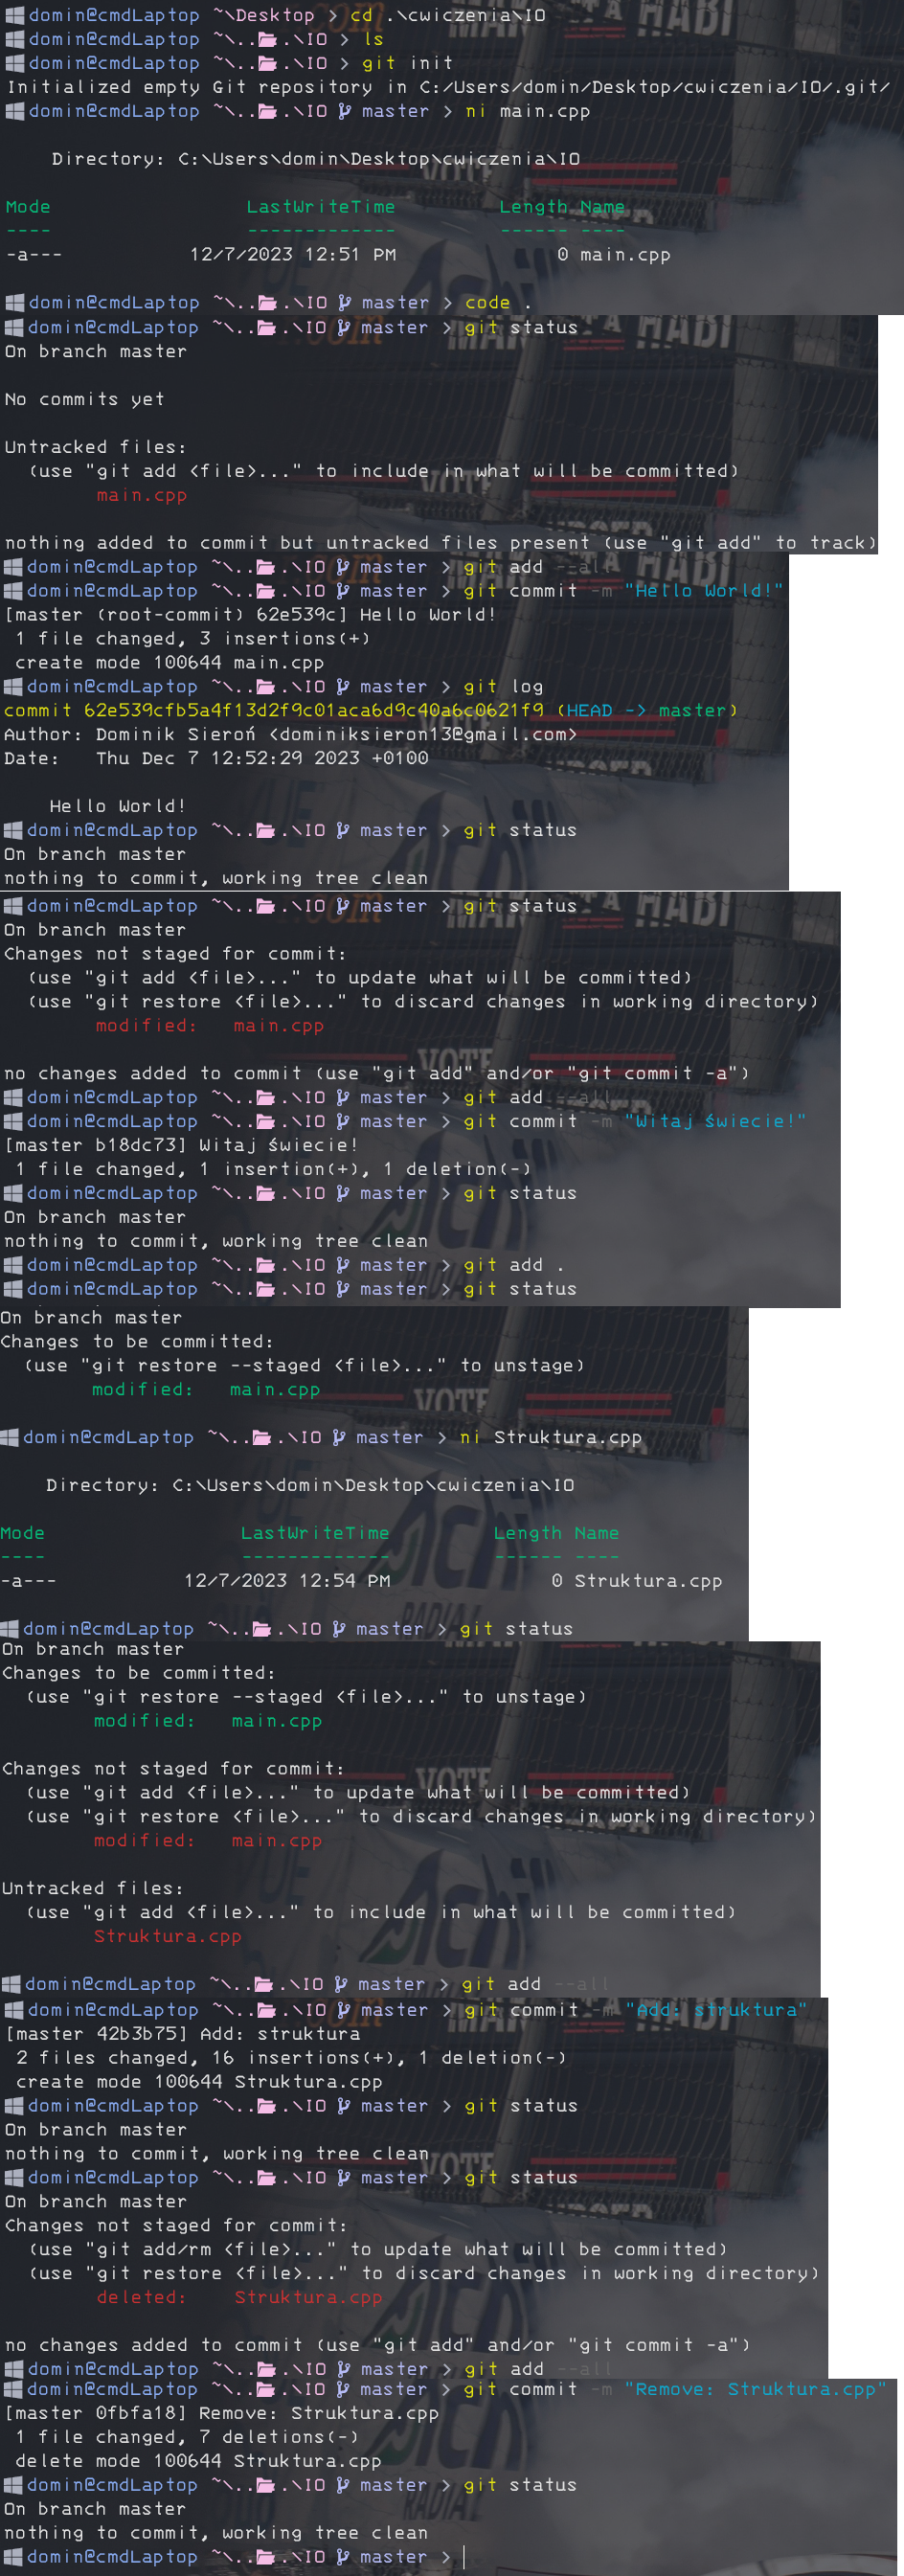 domin@cmdLaptop ~\Desktop > cd .\cwiczenia\IO
domin@cmdLaptop ~\...\IO > ls
domin@cmdLaptop ~\...\IO > git init
Initialized empty Git repository in C:/Users/domin/Desktop/cwiczenia/IO/.git/
domin@cmdLaptop ~\...\IO master > ni main.cpp
Directory: C:\Users\domin\Desktop\cwiczenia\IO
Mode LastWriteTime Length Name
---- ------------- ------ ----
-a--- 12/7/2023 12:51 PM 0 main.cpp
domin@cmdLaptop ~\...\IO master > code .
domin@cmdLaptop ~\...\IO master > git status
On branch master
No commits yet
Untracked files:
(use "git add <file>..." to include in what will be committed)
main.cpp
nothing added to commit but untracked files present (use "git add" to track)
domin@cmdLaptop ~\...\IO master > git add --all
domin@cmdLaptop ~\...\IO master > git commit -m "Hello World!"
[master (root-commit) 62e539c] Hello World!
1 file changed, 3 insertions(+)
create mode 100644 main.cpp
domin@cmdLaptop ~\...\IO master > git log
commit 62e539cfb5a4f13d2f9c01aca6d9c40a6c0621f9 (HEAD -> master)
Author: Dominik Sieroń <dominiksieron13@gmail.com>
Date: Thu Dec 7 12:52:29 2023 +0100
Hello World!
domin@cmdLaptop ~\...\IO master > git status
On branch master
nothing to commit, working tree clean
domin@cmdLaptop ~\...\IO master > git status
On branch master
Changes not staged for commit:
(use "git add <file>..." to update what will be committed)
(use "git restore <file>..." to discard changes in working directory)
modified: main.cpp
no changes added to commit (use "git add" and/or "git commit -a")
domin@cmdLaptop ~\...\IO master > git add --all
domin@cmdLaptop ~\...\IO master > git commit -m "Witaj świecie!"
[master b18dc73] Witaj świecie!
1 file changed, 1 insertion(+), 1 deletion(-)
domin@cmdLaptop ~\...\IO master > git status
On branch master
nothing to commit, working tree clean
domin@cmdLaptop ~\...\IO master > git add .
domin@cmdLaptop ~\...\IO master > git status
On branch master
Changes to be committed:
(use "git restore --staged <file>..." to unstage)
modified: main.cpp
domin@cmdLaptop ~\...\IO master > ni Struktura.cpp
Directory: C:\Users\domin\Desktop\cwiczenia\IO
Mode LastWriteTime Length Name
---- ------------- ------ ----
-a--- 12/7/2023 12:54 PM 0 Struktura.cpp
domin@cmdLaptop ~\...\IO master > git status
On branch master
Changes to be committed:
(use "git restore --staged <file>..." to unstage)
modified: main.cpp
Changes not staged for commit:
(use "git add <file>..." to update what will be committed)
(use "git restore <file>..." to discard changes in working directory)
modified: main.cpp
Untracked files:
(use "git add <file>..." to include in what will be committed)
Struktura.cpp
domin@cmdLaptop ~\...\IO master > git add --all
domin@cmdLaptop ~\...\IO master > git commit -m "Add: struktura"
[master 42b3b75] Add: struktura
2 files changed, 16 insertions(+), 1 deletion(-)
create mode 100644 Struktura.cpp
domin@cmdLaptop ~\...\IO master > git status
On branch master
nothing to commit, working tree clean
domin@cmdLaptop ~\...\IO master > git status
On branch master
Changes not staged for commit:
(use "git add/rm <file>..." to update what will be committed)
(use "git restore <file>..." to discard changes in working directory)
deleted: Struktura.cpp
no changes added to commit (use "git add" and/or "git commit -a")
domin@cmdLaptop ~\...\IO master > git add --all
domin@cmdLaptop ~\...\IO master > git commit -m "Remove: Struktura.cpp"
[master 0fbfa18] Remove: Struktura.cpp
1 file changed, 7 deletions(-)
delete mode 100644 Struktura.cpp
domin@cmdLaptop ~\...\IO master > git status
On branch master
nothing to commit, working tree clean
domin@cmdLaptop ~\...\IO master >